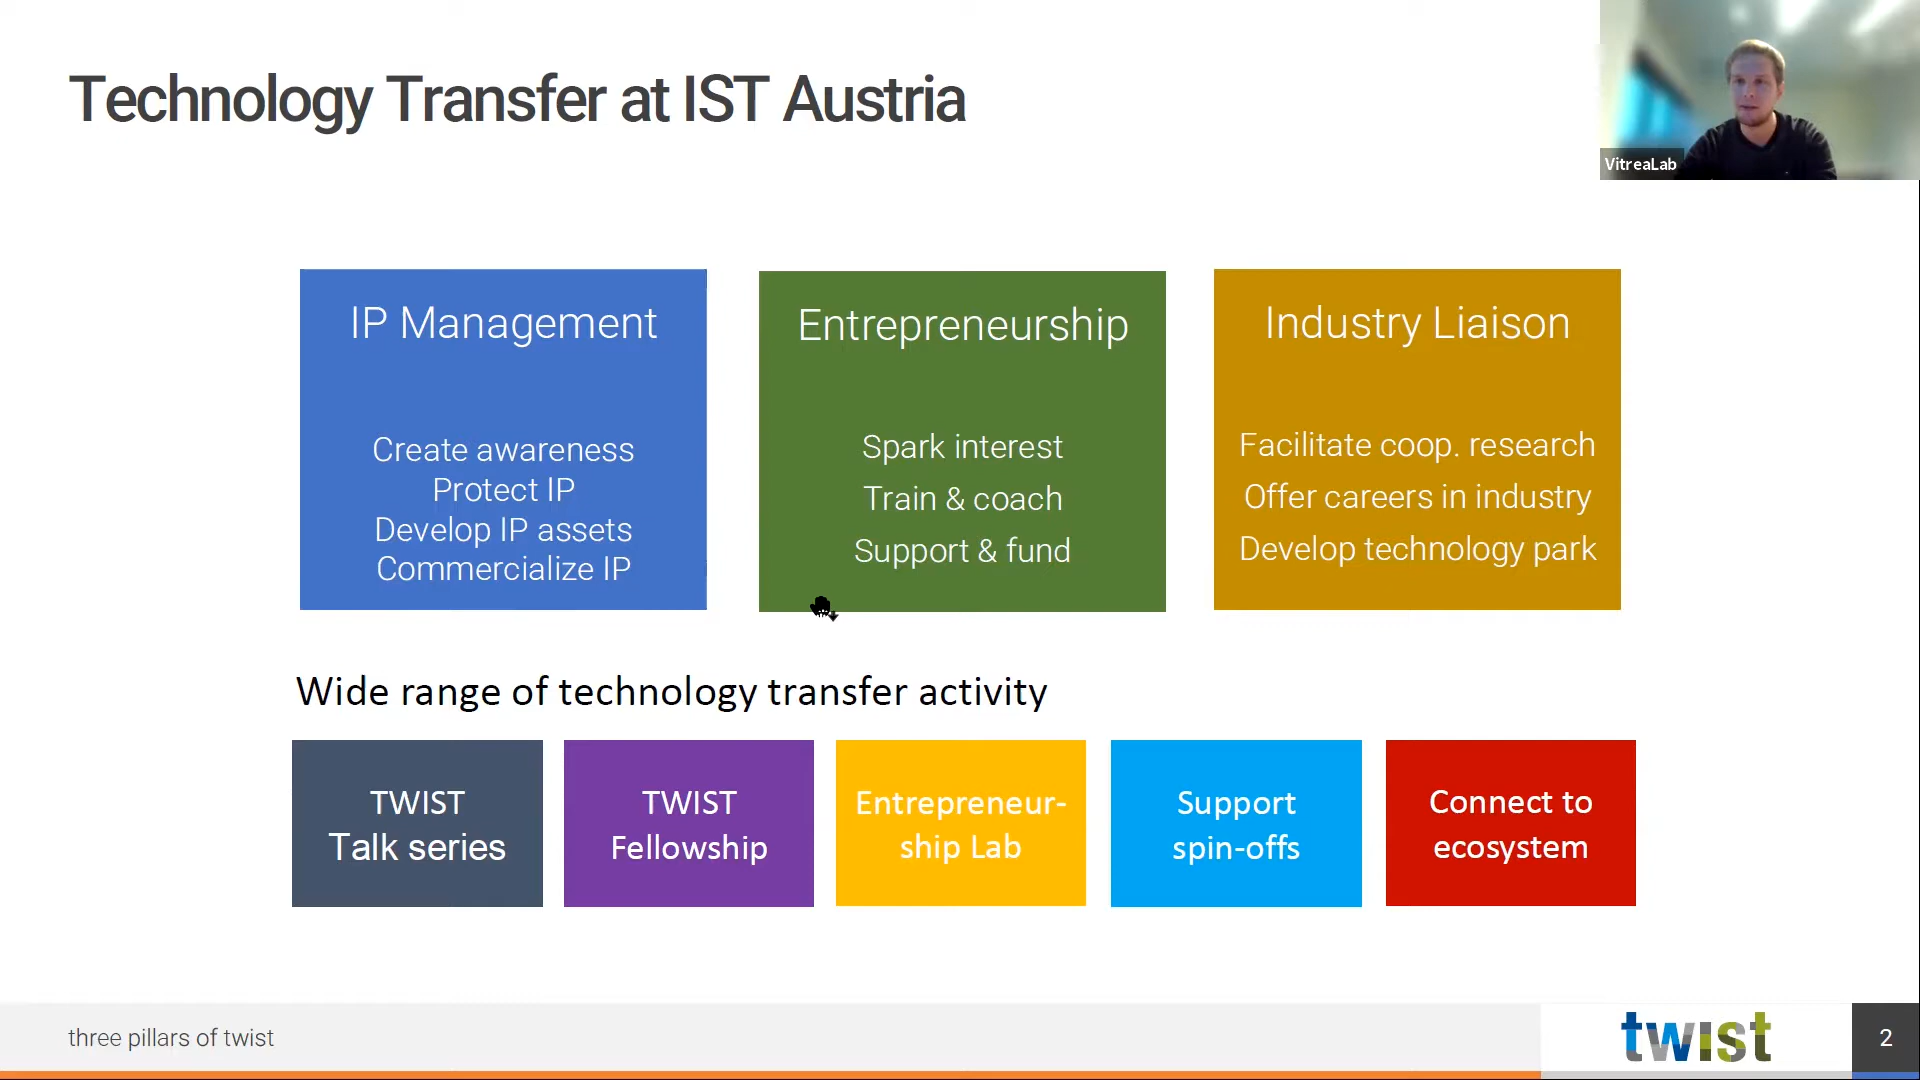 Technology Transfer at IST Austria
VitreaLab
IP Management
Create awareness
Protect IP
Develop IP assets
Commercialize IP
Entrepreneurship
Spark interest
Train & coach
Support & fund
Industry Liaison
Facilitate coop. research
Offer careers in industry
Develop technology park
Wide range of technology transfer activity
TWIST
Talk series
TWIST
Fellowship
Entrepreneur-
ship Lab
Support
spin-offs
Connect to
ecosystem
three pillars of twist
twist
2